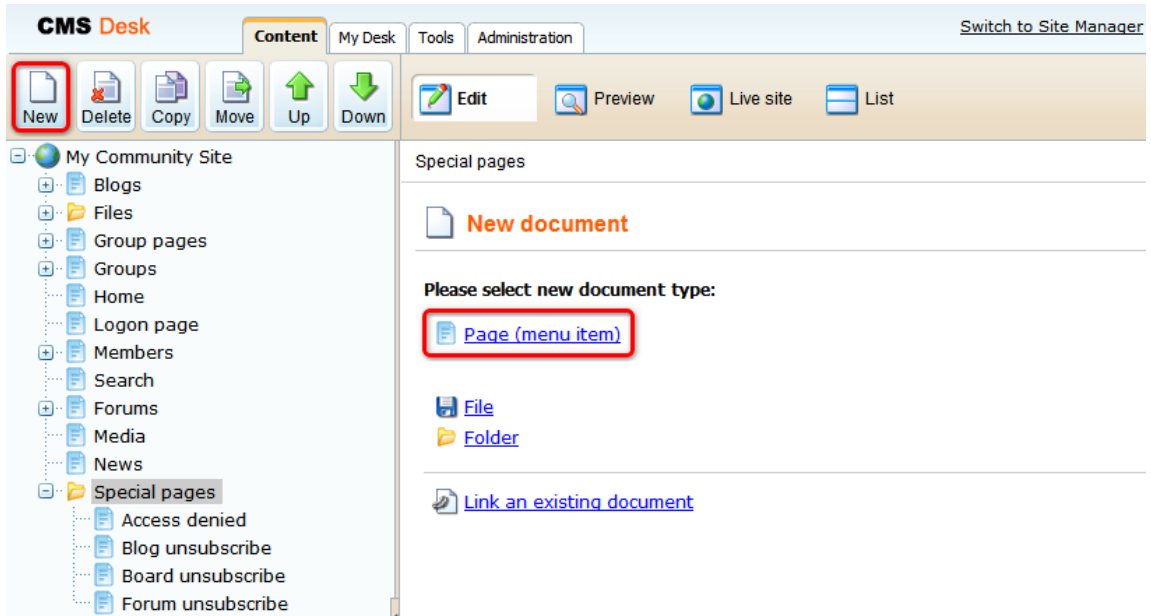 CMS Desk
Content
My Desk
Tools
Administration
Switch to Site Manager
New
Delete
Copy
Move
Up
Down
Edit
Preview
Live site
List
My Community Site
Blogs
Files
Group pages
Groups
Home
Logon page
Members
Search
Forums
Media
News
Special pages
Access denied
Blog unsubscribe
Board unsubscribe
Forum unsubscribe
Special pages
New document
Please select new document type:
Page (menu item)
File
Folder
Link an existing document